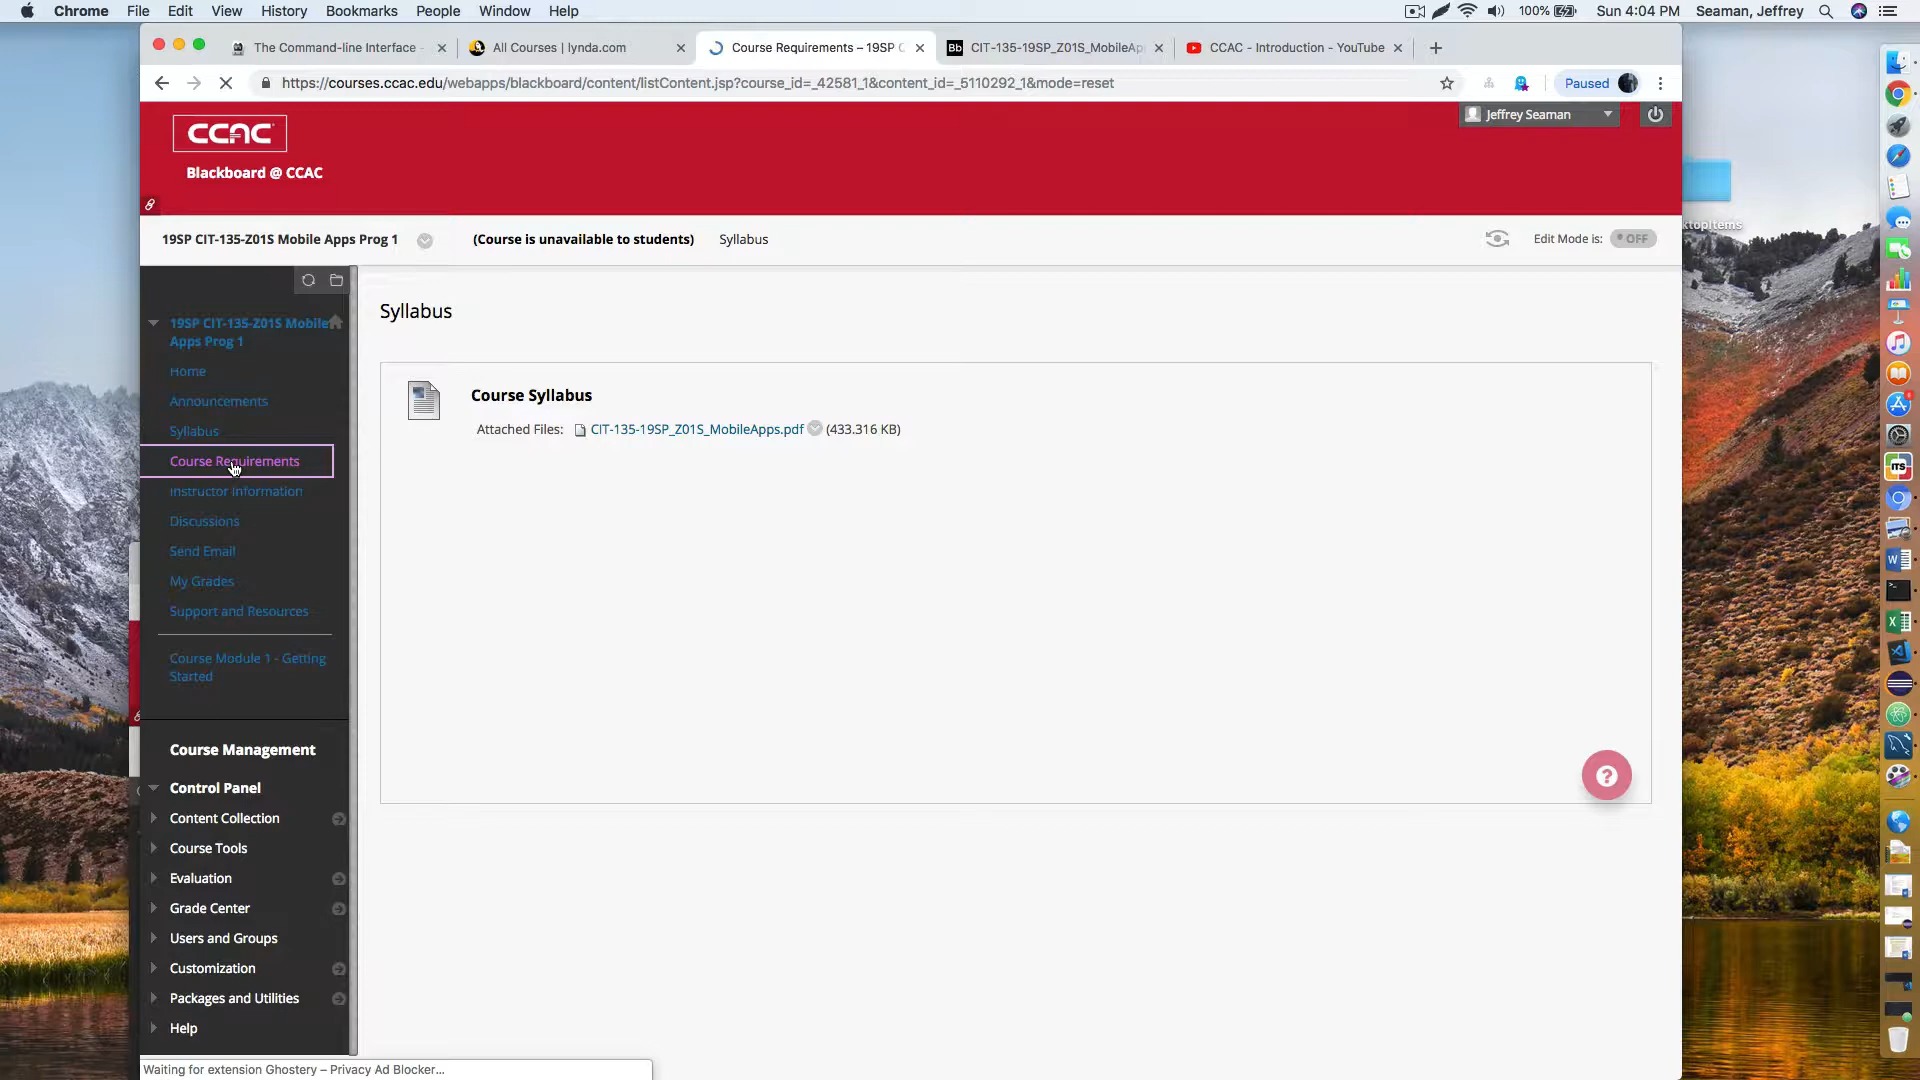 Chrome File Edit View History Bookmarks People Window Help 100% Sun 4:04 PM Seaman, Jeffrey
The Command-line Interface - All Courses | lynda.com Course Requirements – 19SP C CIT-135-19SP_Z01S_MobileAp CCAC - Introduction - YouTube
https://courses.ccac.edu/webapps/blackboard/content/listContent.jsp?course_id=_42581_1&content_id=_5110292_1&mode=reset Paused
Jeffrey Seaman
CCAC
Blackboard @ CCAC
19SP CIT-135-Z01S Mobile Apps Prog 1 (Course is unavailable to students) Syllabus Edit Mode is: OFF
ktopItems
19SP CIT-135-Z01S Mobile
Apps Prog 1
Home
Announcements
Syllabus
Course Requirements
Instructor Information
Discussions
Send Email
My Grades
Support and Resources
Course Module 1 - Getting
Started
Course Management
Control Panel
Content Collection
Course Tools
Evaluation
Grade Center
Users and Groups
Customization
Packages and Utilities
Help
Syllabus
Course Syllabus
Attached Files: CIT-135-19SP_Z01S_MobileApps.pdf (433.316 KB)
Waiting for extension Ghostery – Privacy Ad Blocker...